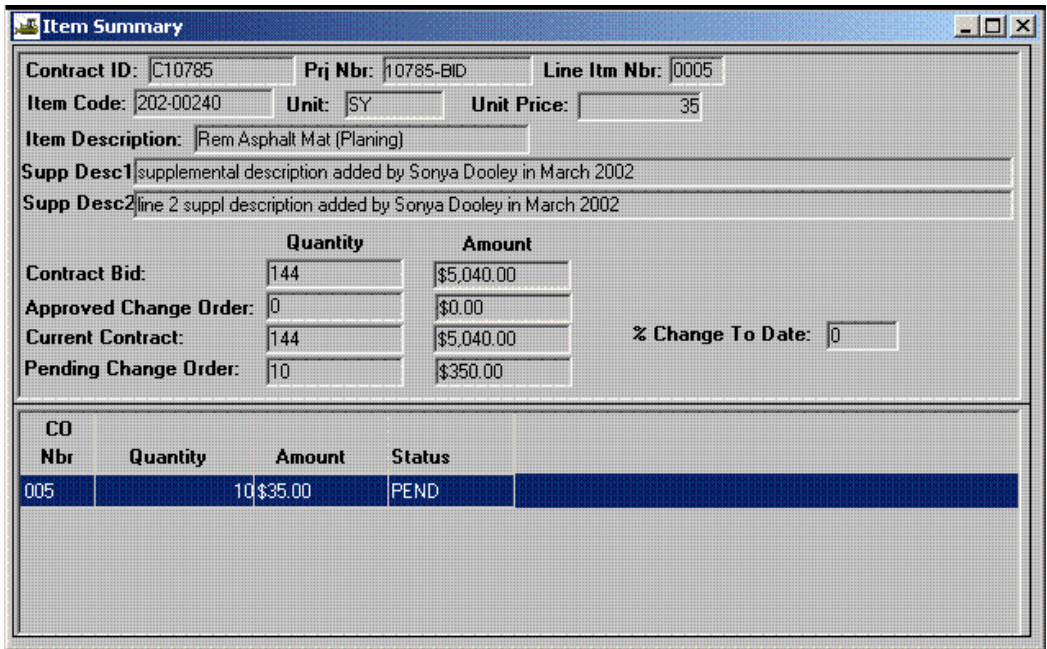 Item Summary
Contract ID: C10785 Prj Nbr: 10785-BID Line Itm Nbr: 0005
Item Code: 202-00240 Unit: SY Unit Price: 35
Item Description: Rem Asphalt Mat (Planing)
Supp Desc1 supplemental description added by Sonya Dooley in March 2002
Supp Desc2 line 2 suppl description added by Sonya Dooley in March 2002
Quantity Amount
Contract Bid: 144 $5,040.00
Approved Change Order: 0 $0.00
Current Contract: 144 $5,040.00 % Change To Date: 0
Pending Change Order: 10 $350.00
CO
Nbr Quantity Amount Status
005 10 $35.00 PEND